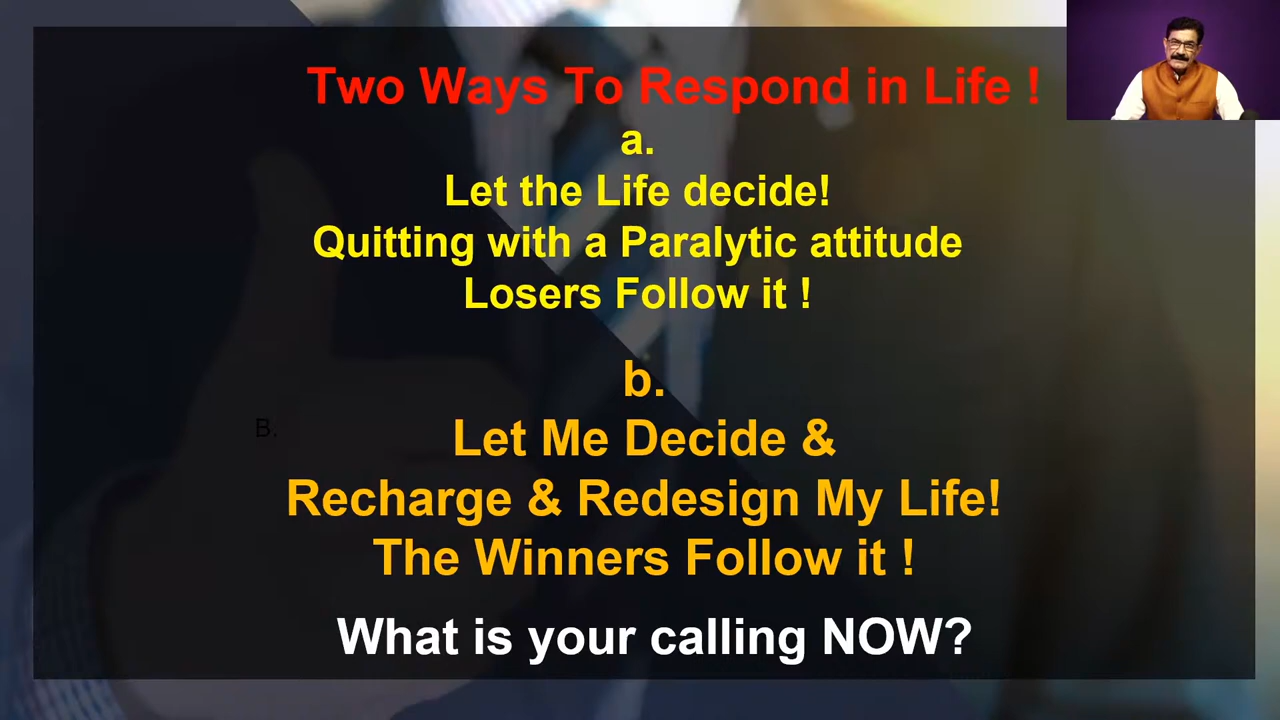 Two Ways To Respond in Life !
a.
Let the Life decide!
Quitting with a Paralytic attitude
Losers Follow it !
b.
B.
Let Me Decide &
Recharge & Redesign My Life!
The Winners Follow it !
What is your calling NOW?